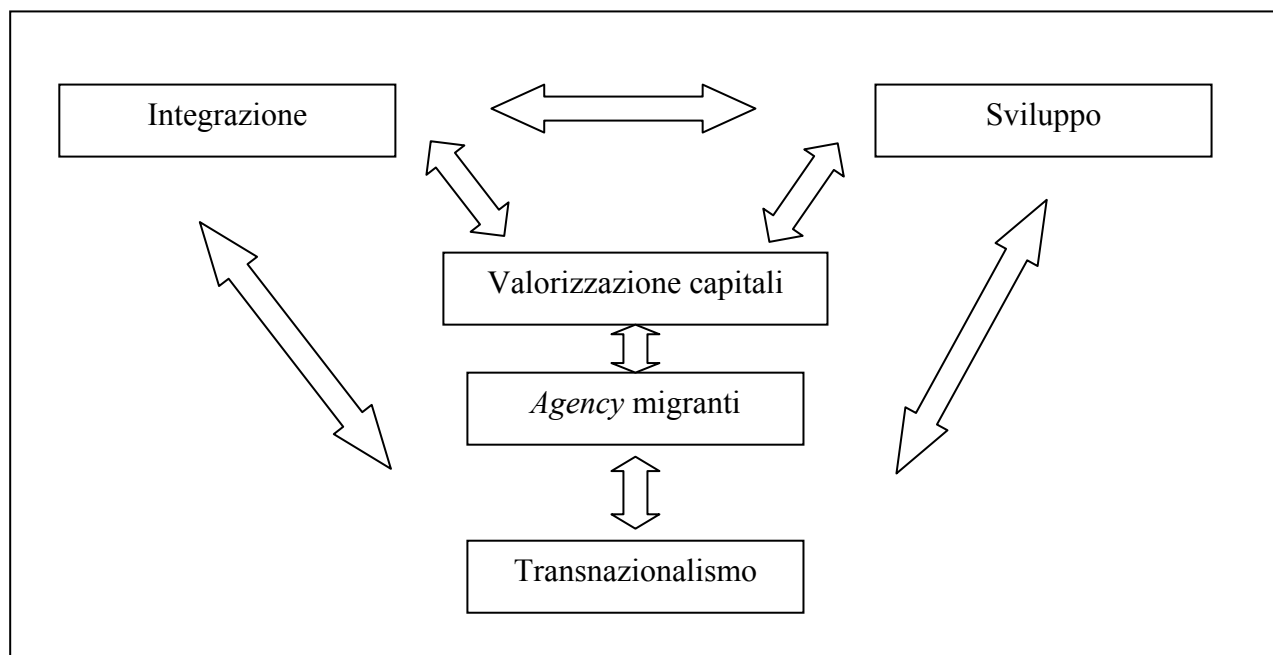 Integrazione
Sviluppo
Valorizzazione capitali
Agency migranti
Transnazionalismo